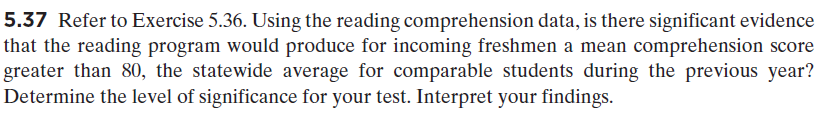 5.37 Refer to Exercise 5.36. Using the reading comprehension data, is there significant evidence
that the reading program would produce for incoming freshmen a mean comprehension score
greater than 80, the statewide average for comparable students during the previous year?
Determine the level of significance for your test. Interpret your findings.